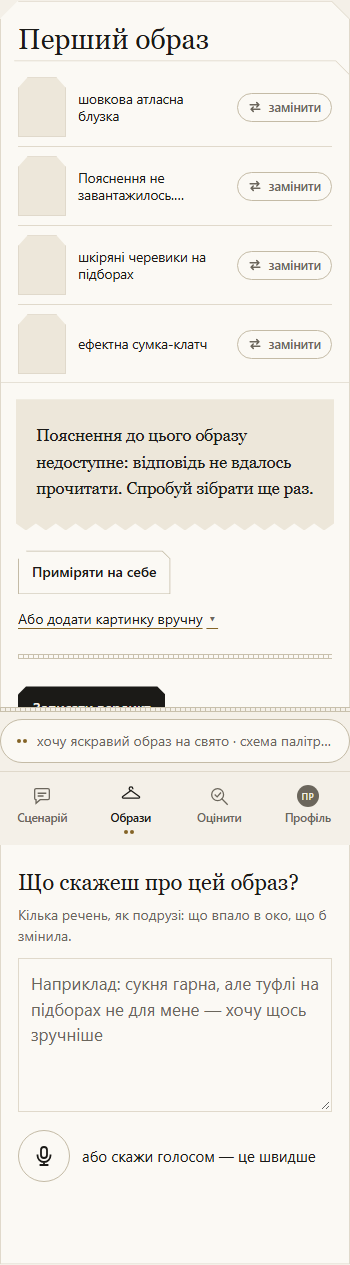 Перший образ
шовкова атласна
блузка
замінити
Пояснення не
завантажилось....
замінити
шкіряні черевики на
підборах
замінити
ефектна сумка-клатч
замінити
Пояснення до цього образу
недоступне: відповідь не вдалось
прочитати. Спробуй зібрати ще раз.
Приміряти на себе
Або додати картинку вручну
хочу яскравий образ на свято · схема палітр...
Сценарій
Образи
Оцінити
ПР
Профіль
Що скажеш про цей образ?
Кілька речень, як подрузі: що впало в око, що б
змінила.
Наприклад: сукня гарна, але туфлі на
підборах не для мене — хочу щось
зручніше
або скажи голосом — це швидше